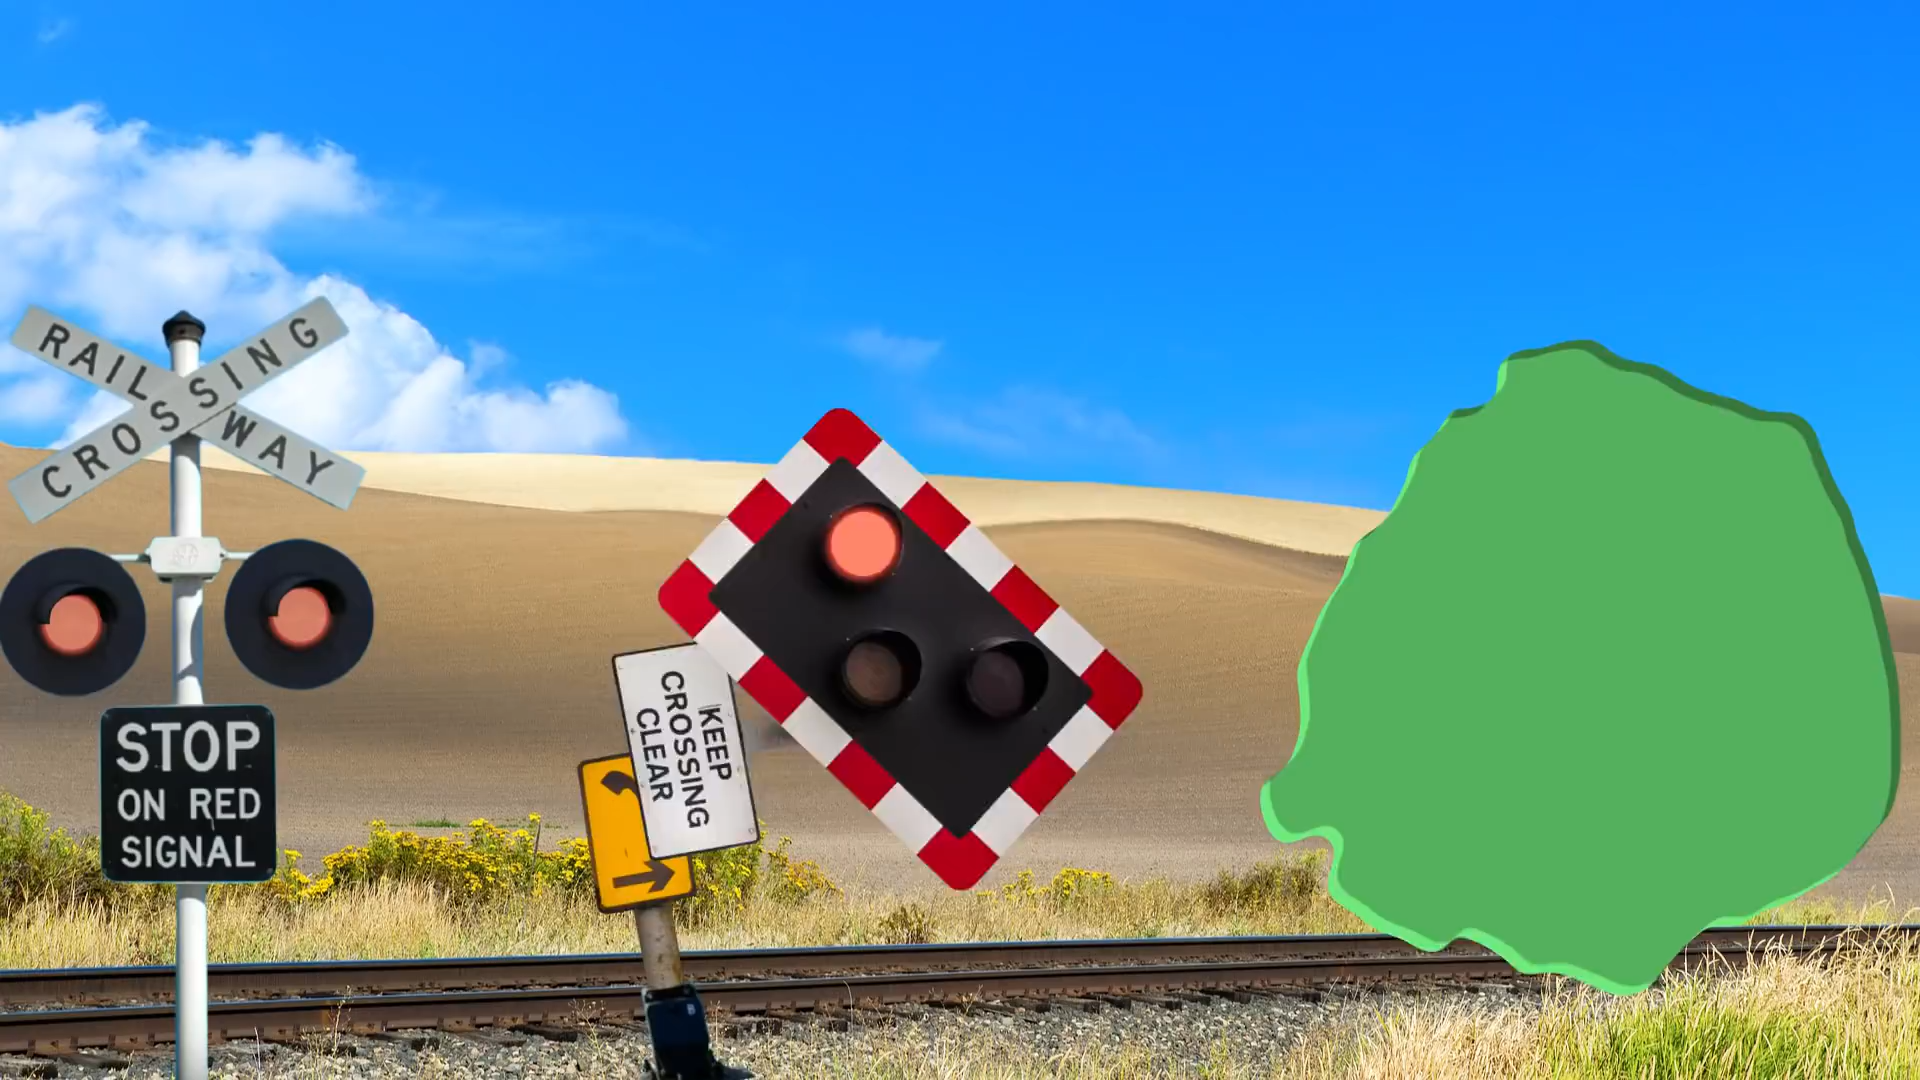 RAILWAY
CROSSING
STOP
ON RED
SIGNAL
KEEP
CROSSING
CLEAR